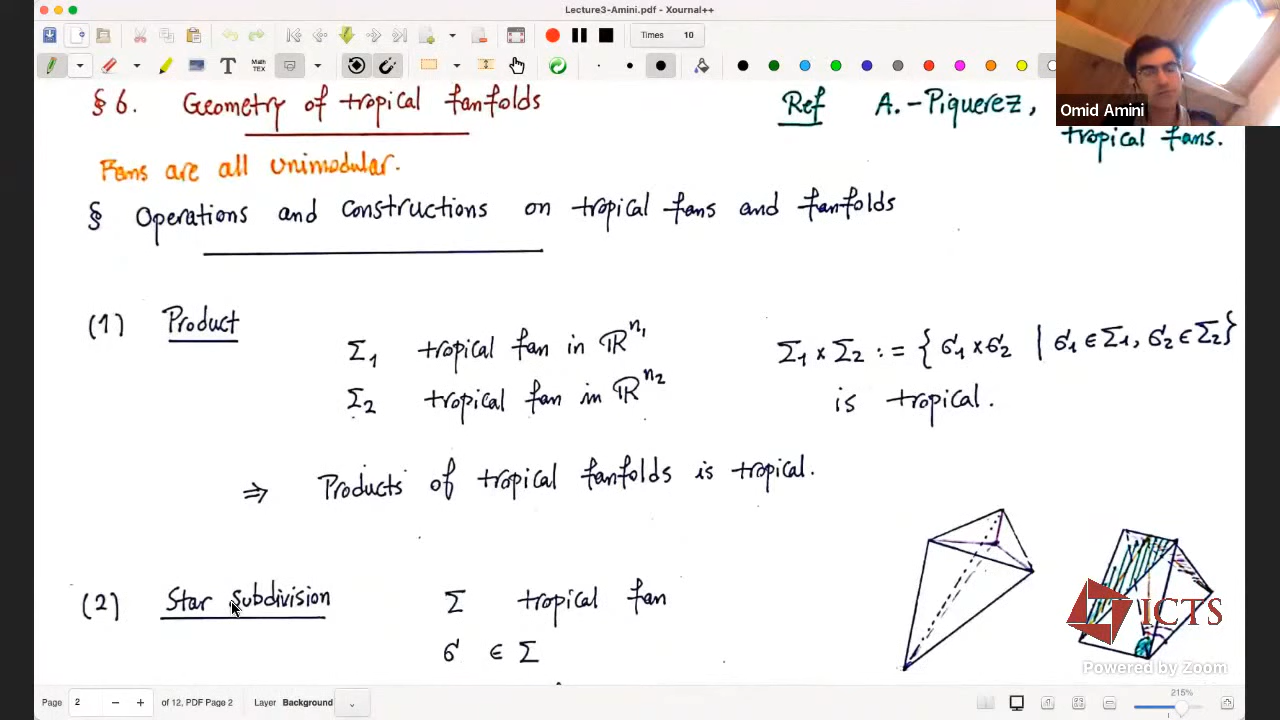 Lecture3-Amini.pdf - Xournal++
Times 10
T Math TEX
Omid Amini
§ 6. Geometry of tropical fanfolds
Ref A.-Piquerez,
tropical fans.
Fans are all unimodular.
§ Operations and constructions on tropical fans and fanfolds
(1) Product
Σ1 tropical fan in ℝ^n1
Σ2 tropical fan in ℝ^n2
Σ1 × Σ2 := { σ1 × σ2 | σ1 ∈ Σ1, σ2 ∈ Σ2 }
is tropical.
⇒ Products of tropical fanfolds is tropical.
(2) Star subdivision
Σ tropical fan
σ ∈ Σ
ICTS
Powered by Zoom
Page 2 of 12, PDF Page 2 Layer Background
215%